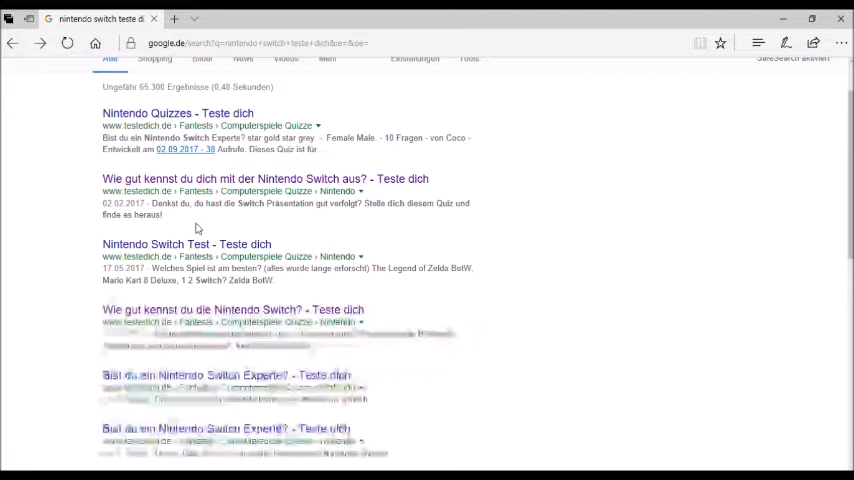 nintendo switch teste di
google.de/search?q=nintendo+switch+teste+dich&ie=&oe=
Alle Shopping Bilder News Videos Mehr Einstellungen Tools SafeSearch aktiviert
Ungefähr 65.300 Ergebnisse (0,48 Sekunden)
Nintendo Quizzes - Teste dich
www.testedich.de › Fantests › Computerspiele Quizze
Bist du ein Nintendo Switch Experte? star gold star grey - Female Male. - 10 Fragen - von Coco -
Entwickelt am 02.09.2017 - 38 Aufrufe. Dieses Quiz ist für
Wie gut kennst du dich mit der Nintendo Switch aus? - Teste dich
www.testedich.de › Fantests › Computerspiele Quizze › Nintendo
02.02.2017 - Denkst du, du hast die Switch Präsentation gut verfolgt? Stelle dich diesem Quiz und
finde es heraus!
Nintendo Switch Test - Teste dich
www.testedich.de › Fantests › Computerspiele Quizze › Nintendo
17.05.2017 - Welches Spiel ist am besten? (alles wurde lange erforscht) The Legend of Zelda BotW,
Mario Kart 8 Deluxe, 1 2 Switch? Zelda BotW.
Wie gut kennst du die Nintendo Switch? - Teste dich
www.testedich.de › Fantests › Computerspiele Quizze › Nintendo
Bist du ein Nintendo Switch Experte? - Teste dich
Bist du ein Nintendo Switch Experte? - Teste dich